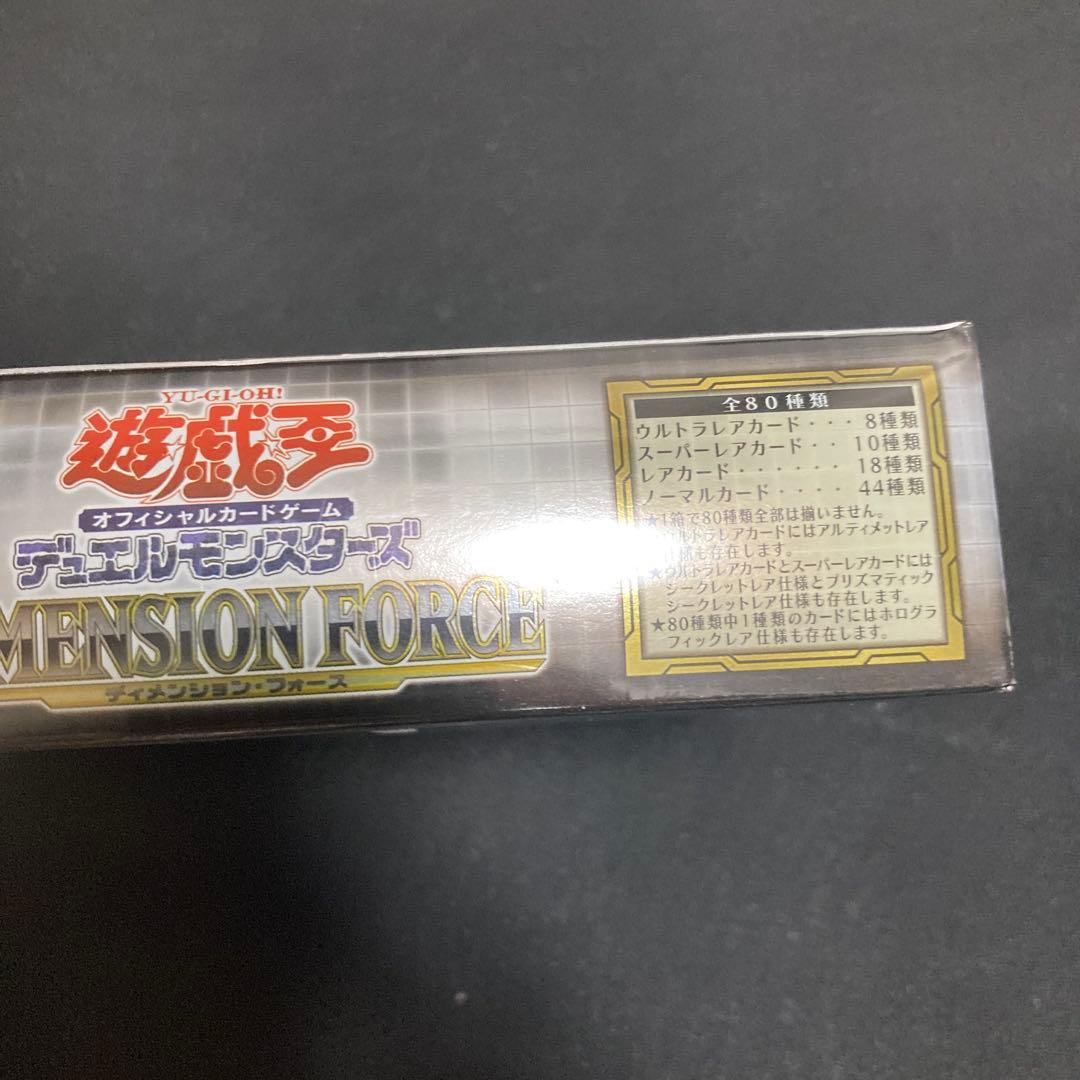 YU-GI-OH!
遊戯王
オフィシャルカードゲーム
デュエルモンスターズ
MENSION FORCE
ディメンション・フォース
全80種類
ウルトラレアカード・・・8種類
スーパーレアカード・・10種類
レアカード・・・・・・18種類
ノーマルカード・・・・44種類
★1箱で80種類全部は揃いません。
ウルトラレアカードにはアルティメットレア
仕様も存在します。
★ウルトラレアカードとスーパーレアカードには
シークレットレア仕様とプリズマティック
シークレットレア仕様も存在します。
★80種類中1種類のカードにはホログラ
フィックレア仕様も存在します。